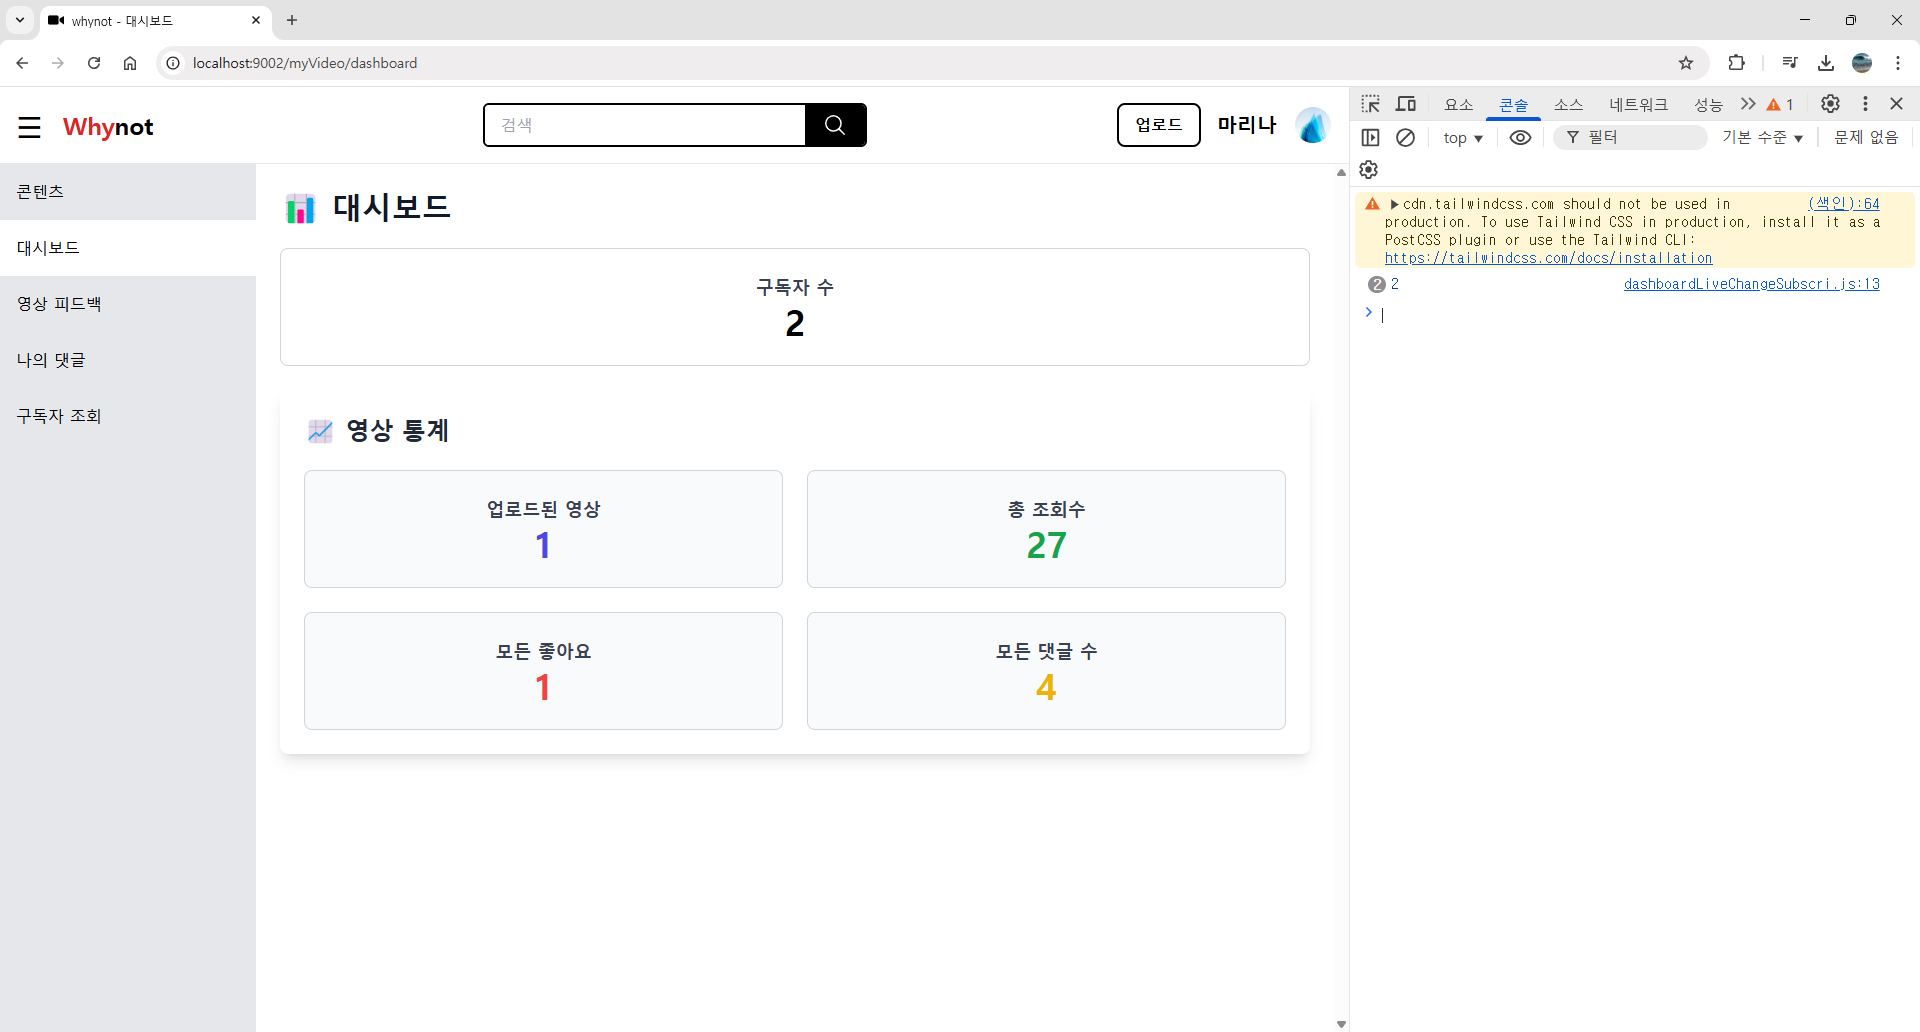 whynot - 대시보드
localhost:9002/myVideo/dashboard
Whynot
검색
업로드
마리나
콘텐츠
대시보드
영상 피드백
나의 댓글
구독자 조회
대시보드
구독자 수
2
영상 통계
업로드된 영상
1
총 조회수
27
모든 좋아요
1
모든 댓글 수
4
요소 콘솔 소스 네트워크 성능 1
top 필터 기본 수준 문제 없음
cdn.tailwindcss.com should not be used in (색인):64
production. To use Tailwind CSS in production, install it as a
PostCSS plugin or use the Tailwind CLI:
https://tailwindcss.com/docs/installation
2 2 dashboardLiveChangeSubscri.js:13